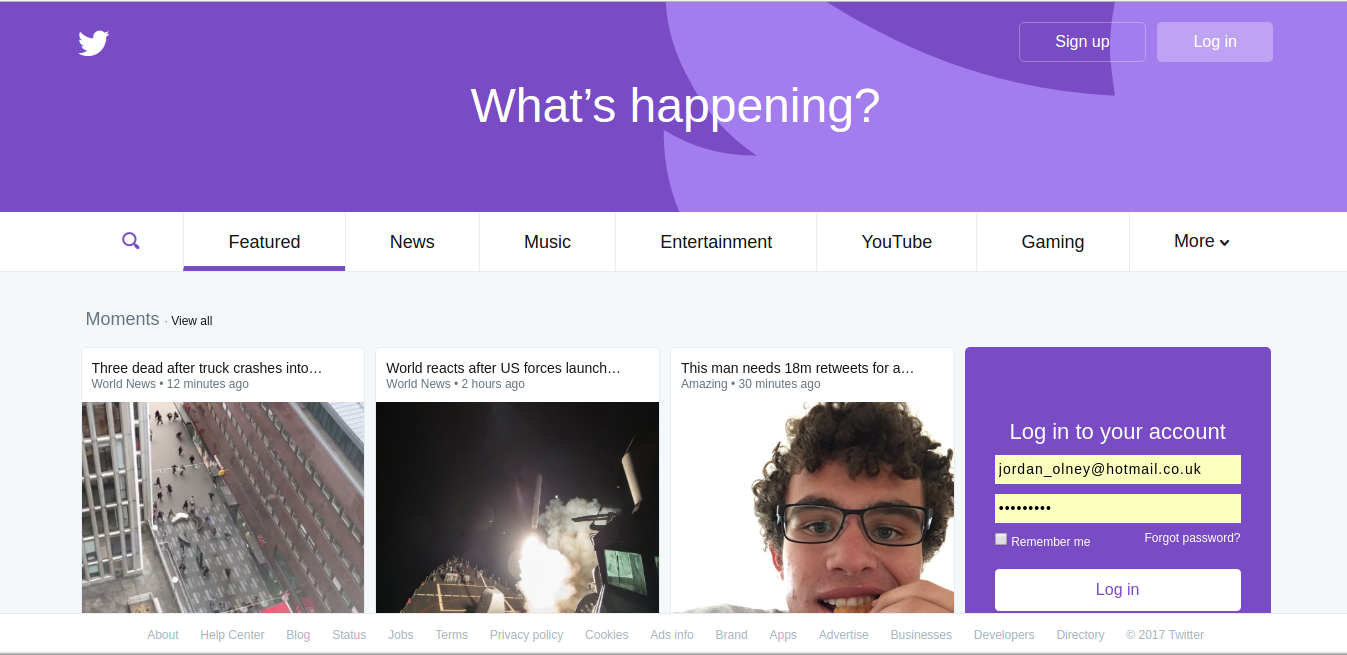 Sign up
Log in
What's happening?
Featured
News
Music
Entertainment
YouTube
Gaming
More
Moments · View all
Three dead after truck crashes into…
World News • 12 minutes ago
World reacts after US forces launch…
World News • 2 hours ago
This man needs 18m retweets for a…
Amazing • 30 minutes ago
Log in to your account
jordan_olney@hotmail.co.uk
•••••••••
Remember me
Forgot password?
Log in
About Help Center Blog Status Jobs Terms Privacy policy Cookies Ads info Brand Apps Advertise Businesses Developers Directory © 2017 Twitter